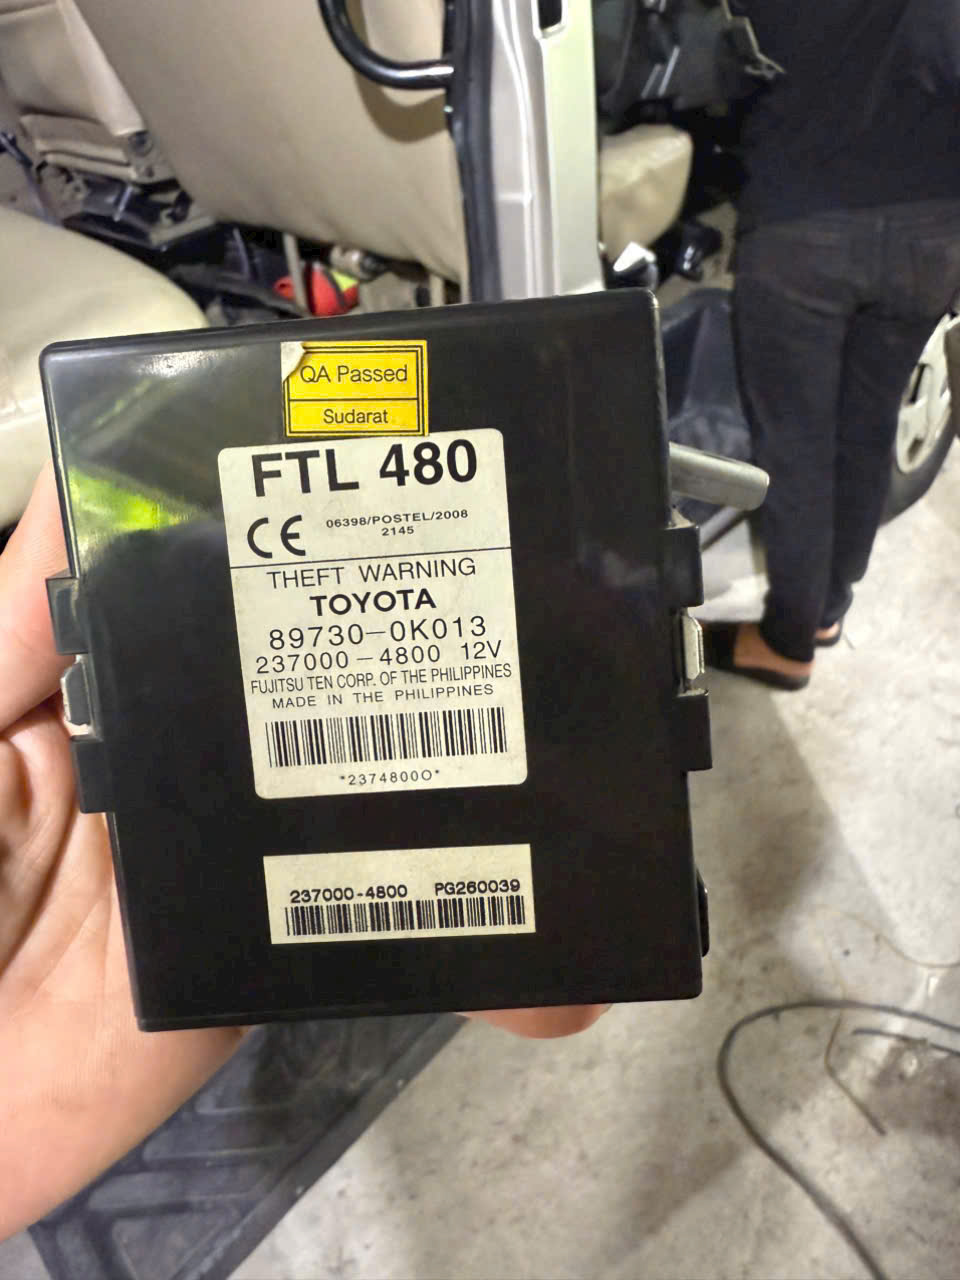 QA Passed
Sudarat
FTL 480
CE 06398/POSTEL/2008
2145
THEFT WARNING
TOYOTA
89730-0K013
237000-4800 12V
FUJITSU TEN CORP. OF THE PHILIPPINES
MADE IN THE PHILIPPINES
*2374800O*
237000-4800 PG260039